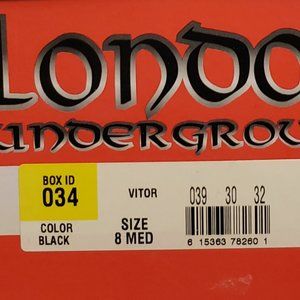 LONDO
UNDERGROU
BOX ID
034
VITOR
039 30 32
COLOR
BLACK
SIZE
8 MED
6 15363 78260 1